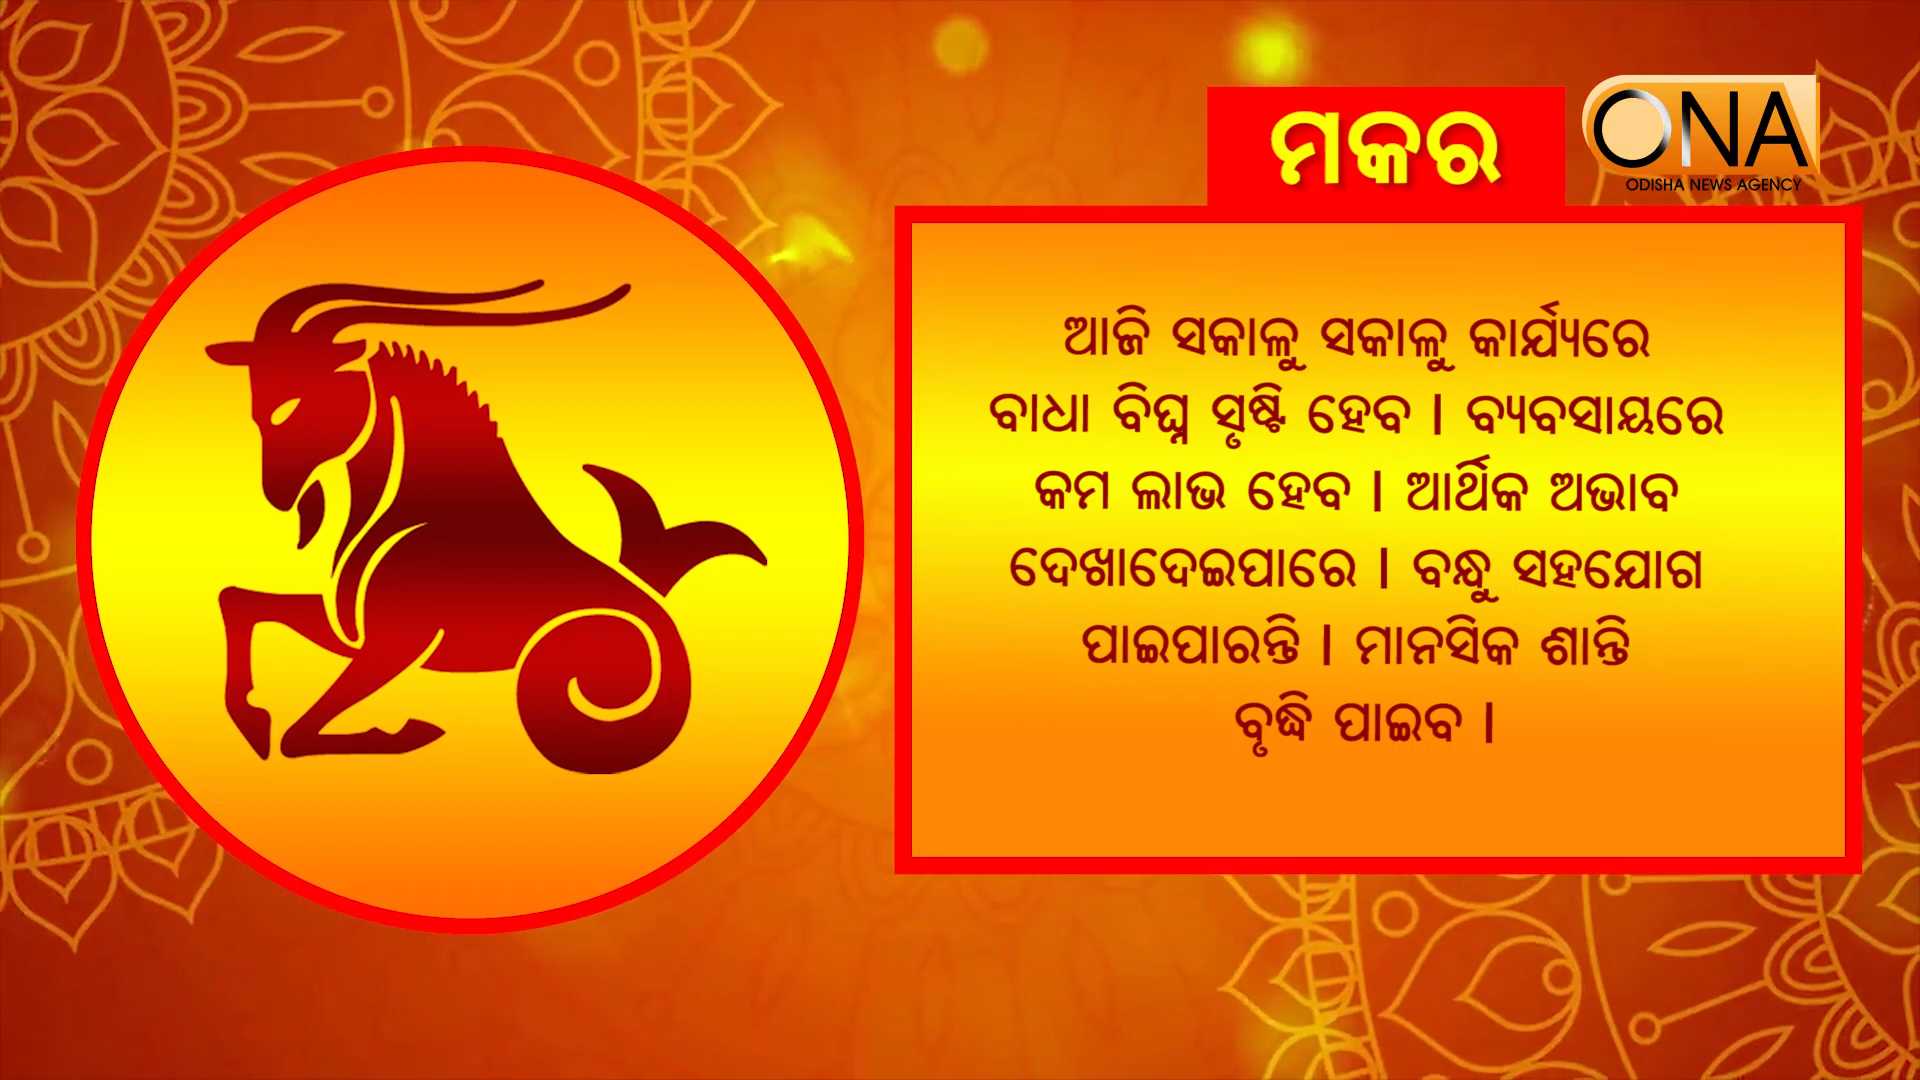 ମକର
ONA
ODISHA NEWS AGENCY
ଆଜି ସକାଳୁ ସକାଳୁ କାର୍ଯ୍ୟରେ
ବାଧା ବିଘ୍ନ ସୃଷ୍ଟି ହେବ ।
ବ୍ୟବସାୟରେ
କମ ଲାଭ ହେବ । ଆର୍ଥିକ ଅଭାବ
ଦେଖାଦେଇପାରେ । ବନ୍ଧୁ ସହଯୋଗ
ପାଇପାରନ୍ତି । ମାନସିକ ଶାନ୍ତି
ବୃଦ୍ଧି ପାଇବ ।